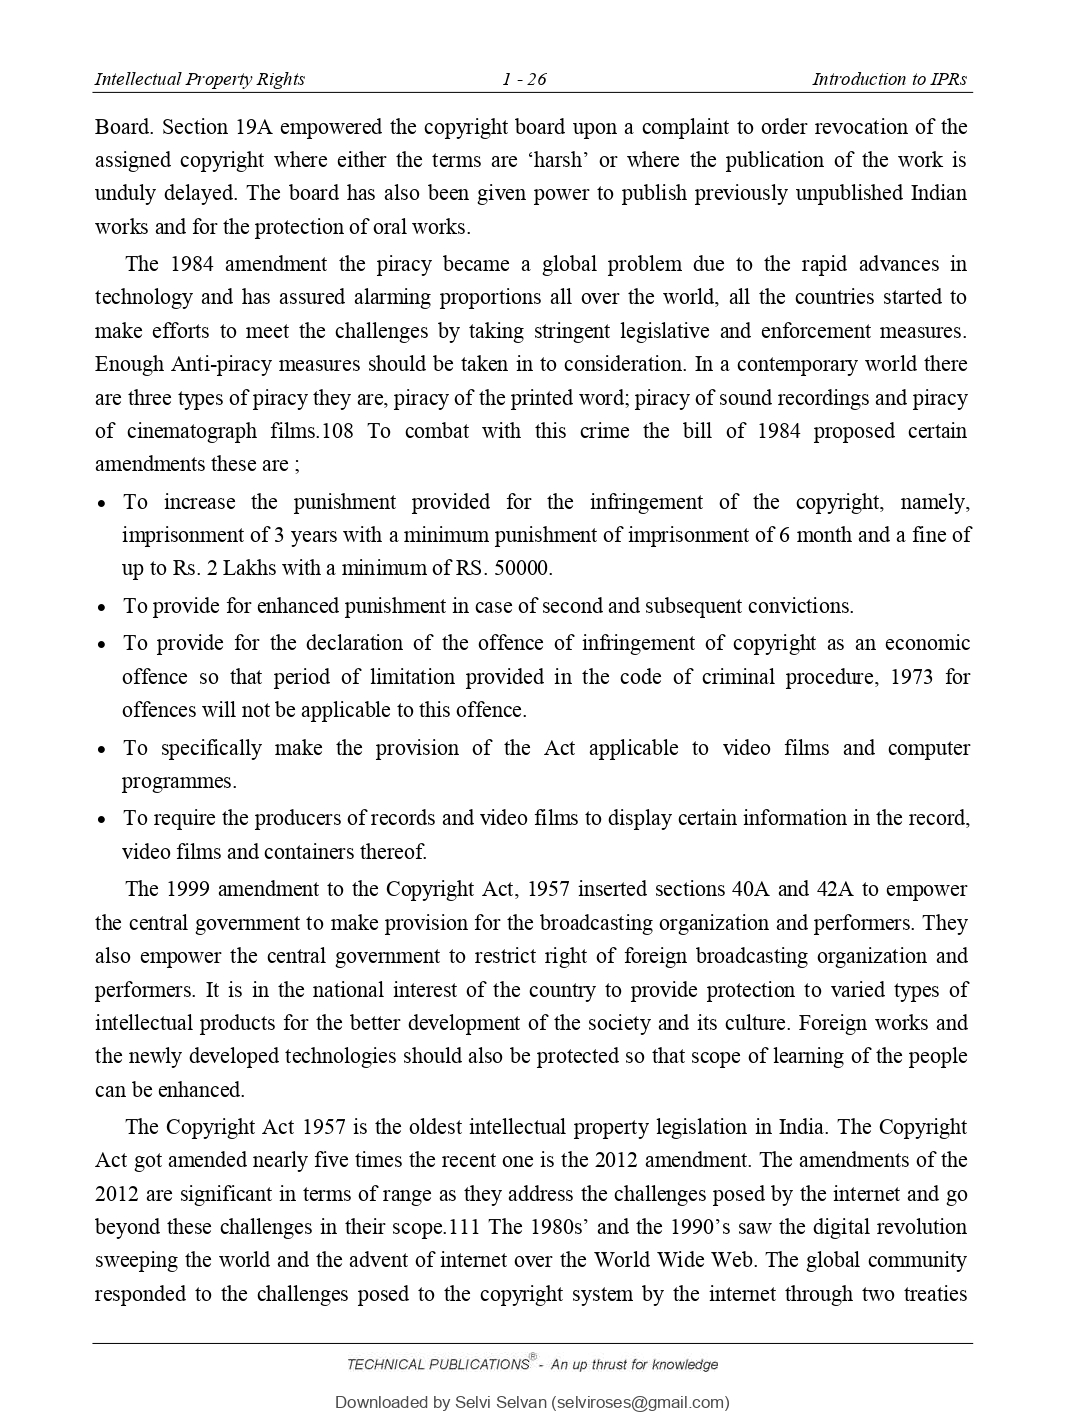 Intellectual Property Rights 1 - 26 Introduction to IPRs
Board. Section 19A empowered the copyright board upon a complaint to order revocation of the
assigned copyright where either the terms are ‘harsh’ or where the publication of the work is
unduly delayed. The board has also been given power to publish previously unpublished Indian
works and for the protection of oral works.
The 1984 amendment the piracy became a global problem due to the rapid advances in
technology and has assured alarming proportions all over the world, all the countries started to
make efforts to meet the challenges by taking stringent legislative and enforcement measures.
Enough Anti-piracy measures should be taken in to consideration. In a contemporary world there
are three types of piracy they are, piracy of the printed word; piracy of sound recordings and piracy
of cinematograph films.108 To combat with this crime the bill of 1984 proposed certain
amendments these are ;
• To increase the punishment provided for the infringement of the copyright, namely,
imprisonment of 3 years with a minimum punishment of imprisonment of 6 month and a fine of
up to Rs. 2 Lakhs with a minimum of RS. 50000.
• To provide for enhanced punishment in case of second and subsequent convictions.
• To provide for the declaration of the offence of infringement of copyright as an economic
offence so that period of limitation provided in the code of criminal procedure, 1973 for
offences will not be applicable to this offence.
• To specifically make the provision of the Act applicable to video films and computer
programmes.
• To require the producers of records and video films to display certain information in the record,
video films and containers thereof.
The 1999 amendment to the Copyright Act, 1957 inserted sections 40A and 42A to empower
the central government to make provision for the broadcasting organization and performers. They
also empower the central government to restrict right of foreign broadcasting organization and
performers. It is in the national interest of the country to provide protection to varied types of
intellectual products for the better development of the society and its culture. Foreign works and
the newly developed technologies should also be protected so that scope of learning of the people
can be enhanced.
The Copyright Act 1957 is the oldest intellectual property legislation in India. The Copyright
Act got amended nearly five times the recent one is the 2012 amendment. The amendments of the
2012 are significant in terms of range as they address the challenges posed by the internet and go
beyond these challenges in their scope.111 The 1980s’ and the 1990’s saw the digital revolution
sweeping the world and the advent of internet over the World Wide Web. The global community
responded to the challenges posed to the copyright system by the internet through two treaties
TECHNICAL PUBLICATIONS® - An up thrust for knowledge
Downloaded by Selvi Selvan (selviroses@gmail.com)